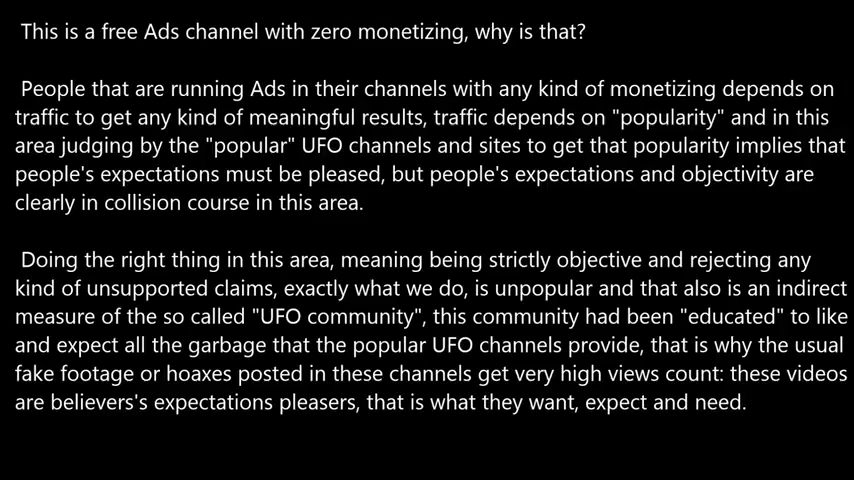 This is a free Ads channel with zero monetizing, why is that?
People that are running Ads in their channels with any kind of monetizing depends on
traffic to get any kind of meaningful results, traffic depends on "popularity" and in this
area judging by the "popular" UFO channels and sites to get that popularity implies that
people's expectations must be pleased, but people's expectations and objectivity are
clearly in collision course in this area.
Doing the right thing in this area, meaning being strictly objective and rejecting any
kind of unsupported claims, exactly what we do, is unpopular and that also is an indirect
measure of the so called "UFO community", this community had been "educated" to like
and expect all the garbage that the popular UFO channels provide, that is why the usual
fake footage or hoaxes posted in these channels get very high views count: these videos
are believers's expectations pleasers, that is what they want, expect and need.